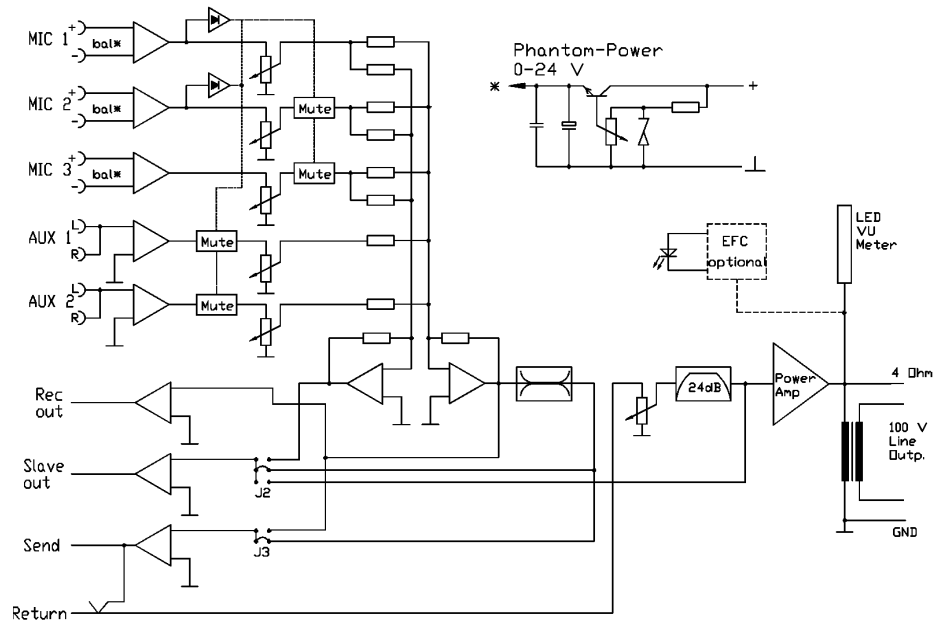 MIC 1
+
-
bal*
MIC 2
+
-
bal*
Mute
MIC 3
+
-
bal*
Mute
AUX 1
L
R
Mute
AUX 2
L
R
Mute
Phantom-Power
0-24 V
*
+
LED
VU
Meter
EFC
optional
Rec
out
24dB
Power
Amp
4 Ohm
100 V
Line
Outp.
GND
Slave
out
J2
Send
J3
Return